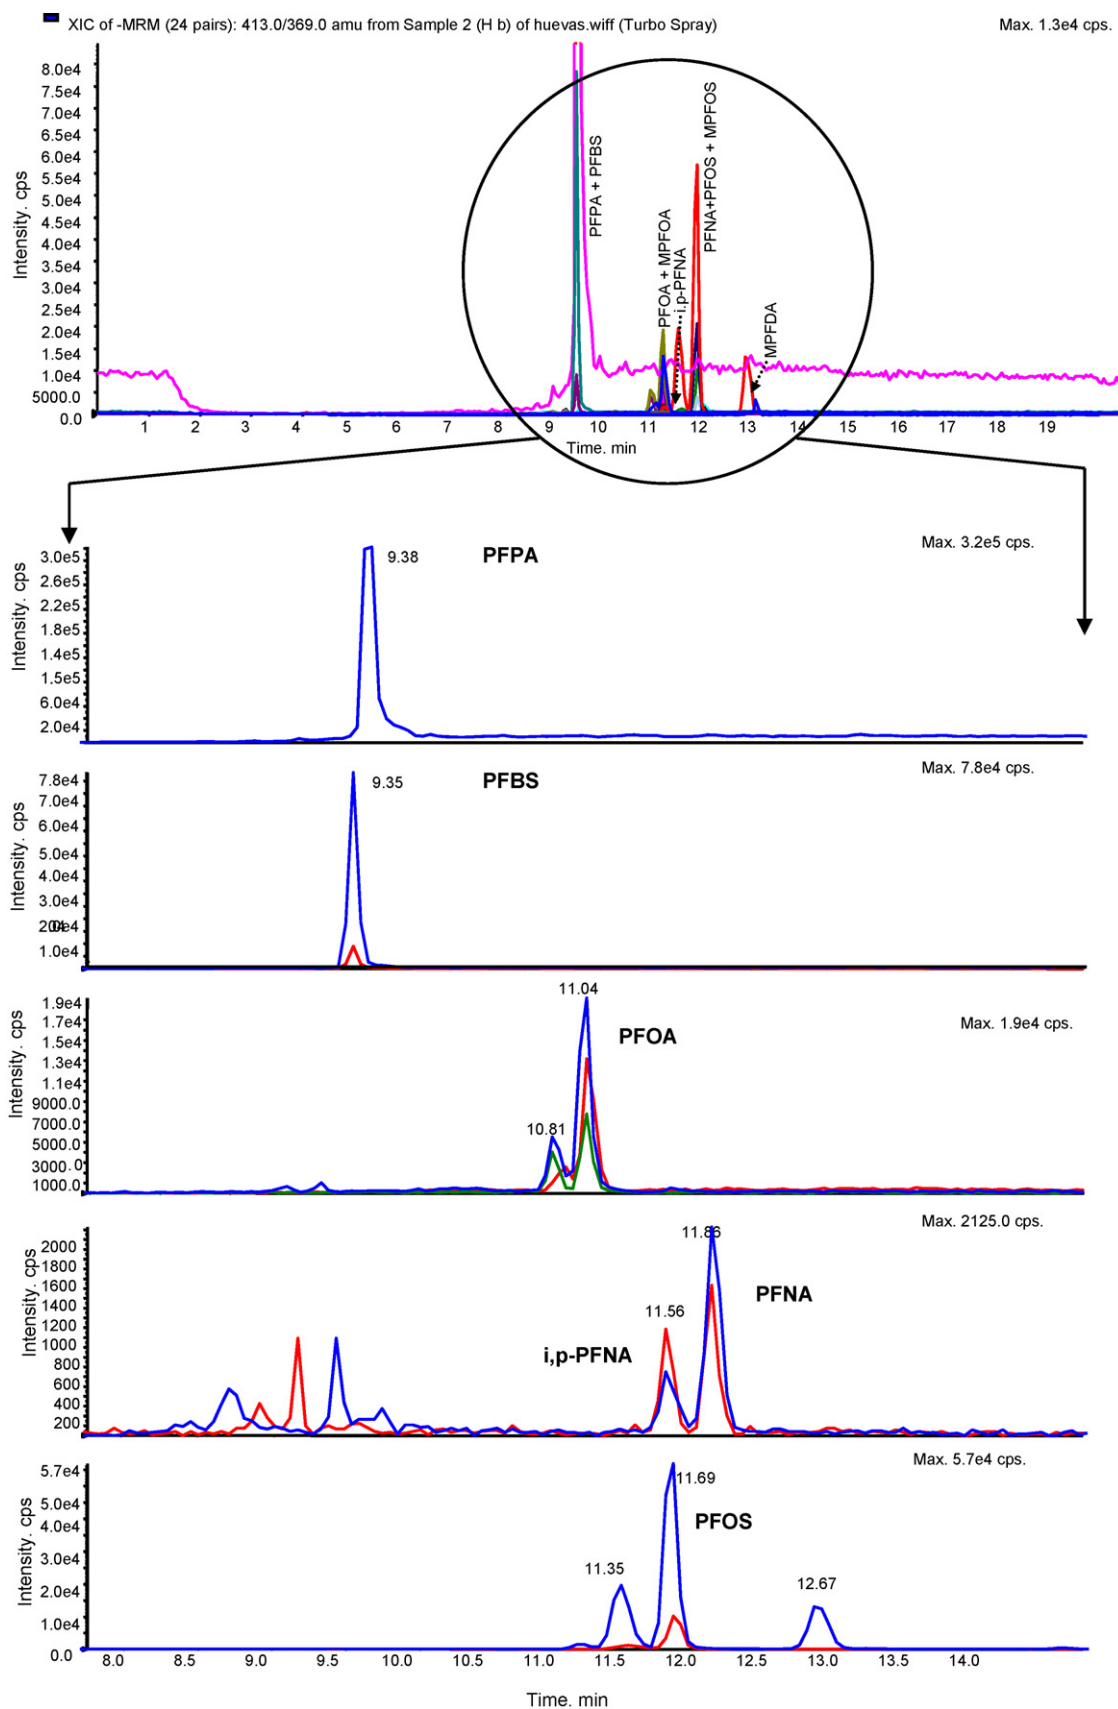 XIC of -MRM (24 pairs): 413.0/369.0 amu from Sample 2 (H b) of huevas.wiff (Turbo Spray)
Max. 1.3e4 cps.
Intensity. cps
8.0e4
7.5e4
7.0e4
6.5e4
6.0e4
5.5e4
5.0e4
4.5e4
4.0e4
3.5e4
3.0e4
2.5e4
2.0e4
1.5e4
1.0e4
5000.0
0.0
PFPA + PFBS
PFOA + MPFOA
i.p-PFNA
PFNA+PFOS + MPFOS
MPFDA
1 2 3 4 5 6 7 8 9 10 11 12 13 14 15 16 17 18 19
Time. min
Intensity. cps
3.0e5
2.6e5
2.2e5
1.8e5
1.5e5
6.0e4
2.0e4
9.38
PFPA
Max. 3.2e5 cps.
Intensity. cps
7.8e4
7.0e4
6.0e4
5.0e4
4.0e4
3.0e4
1.0e4
9.35
PFBS
Max. 7.8e4 cps.
Intensity. cps
1.9e4
1.7e4
1.5e4
1.3e4
1.1e4
9000.0
7000.0
5000.0
3000.0
1000.0
10.81
11.04
PFOA
Max. 1.9e4 cps.
Intensity. cps
2000
1800
1600
1400
1200
1000
800
600
400
200
i,p-PFNA
11.56
11.86
PFNA
Max. 2125.0 cps.
Intensity. cps
5.7e4
5.0e4
4.0e4
3.0e4
2.0e4
1.0e4
0.0
11.35
11.69
PFOS
12.67
Max. 5.7e4 cps.
8.0 8.5 9.0 9.5 10.0 10.5 11.0 11.5 12.0 12.5 13.0 13.5 14.0
Time. min